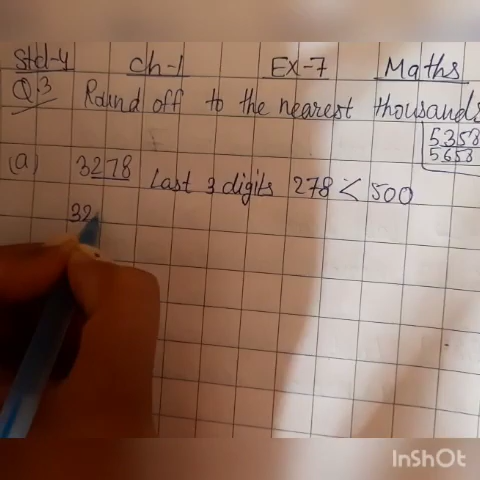 Std-4 Ch-1 Ex-7 Maths
Q3 Round off to the nearest thousands
5358
5658
(a) 3278 Last 3 digits 278 < 500
32
InShOt